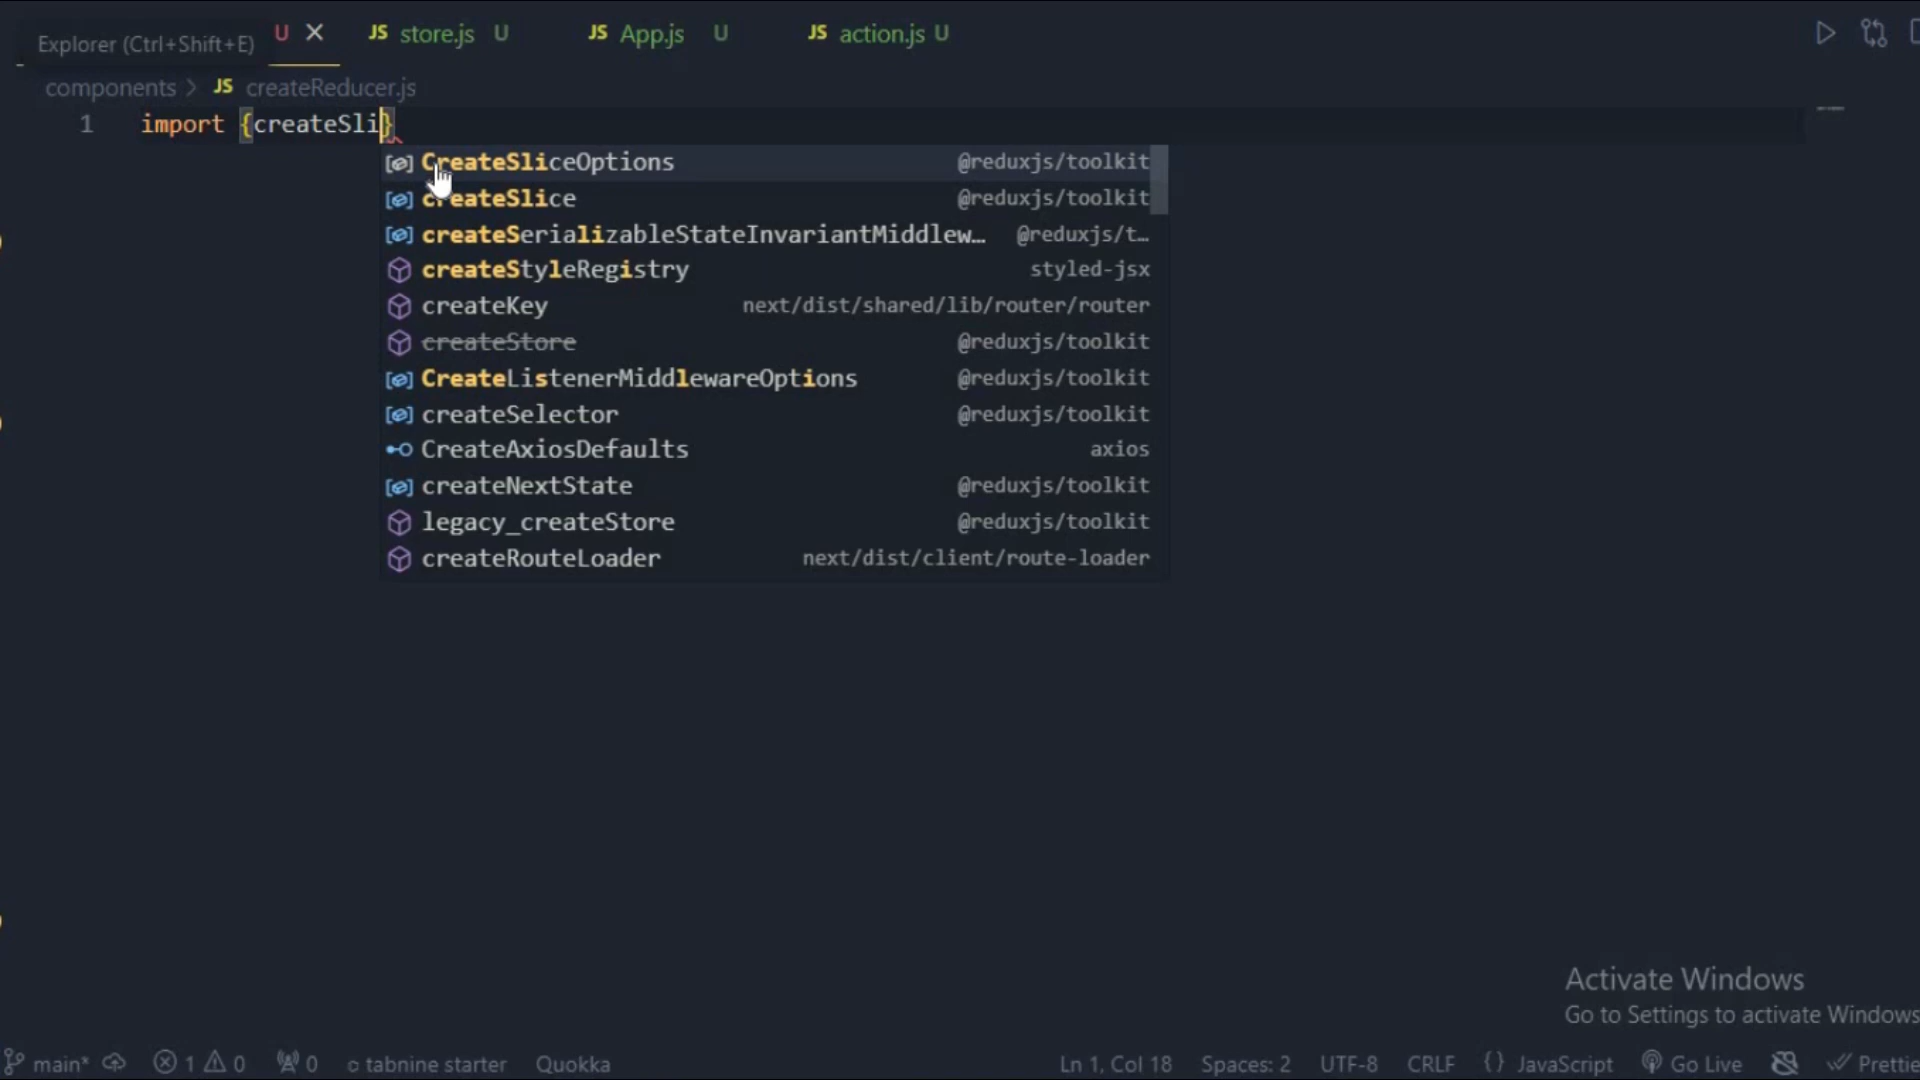 Explorer (Ctrl+Shift+E) U JS store.js U JS App.js U JS action.js U
components > JS createReducer.js
1 import {createSli}
CreateSliceOptions @reduxjs/toolkit
createSlice @reduxjs/toolkit
createSerializableStateInvariantMiddlew… @reduxjs/t…
createStyleRegistry styled-jsx
createKey next/dist/shared/lib/router/router
createStore @reduxjs/toolkit
CreateListenerMiddlewareOptions @reduxjs/toolkit
createSelector @reduxjs/toolkit
CreateAxiosDefaults axios
createNextState @reduxjs/toolkit
legacy_createStore @reduxjs/toolkit
createRouteLoader next/dist/client/route-loader
Activate Windows
Go to Settings to activate Windows
main* 1 0 0 tabnine starter Quokka Ln 1, Col 18 Spaces: 2 UTF-8 CRLF {} JavaScript Go Live Prettie